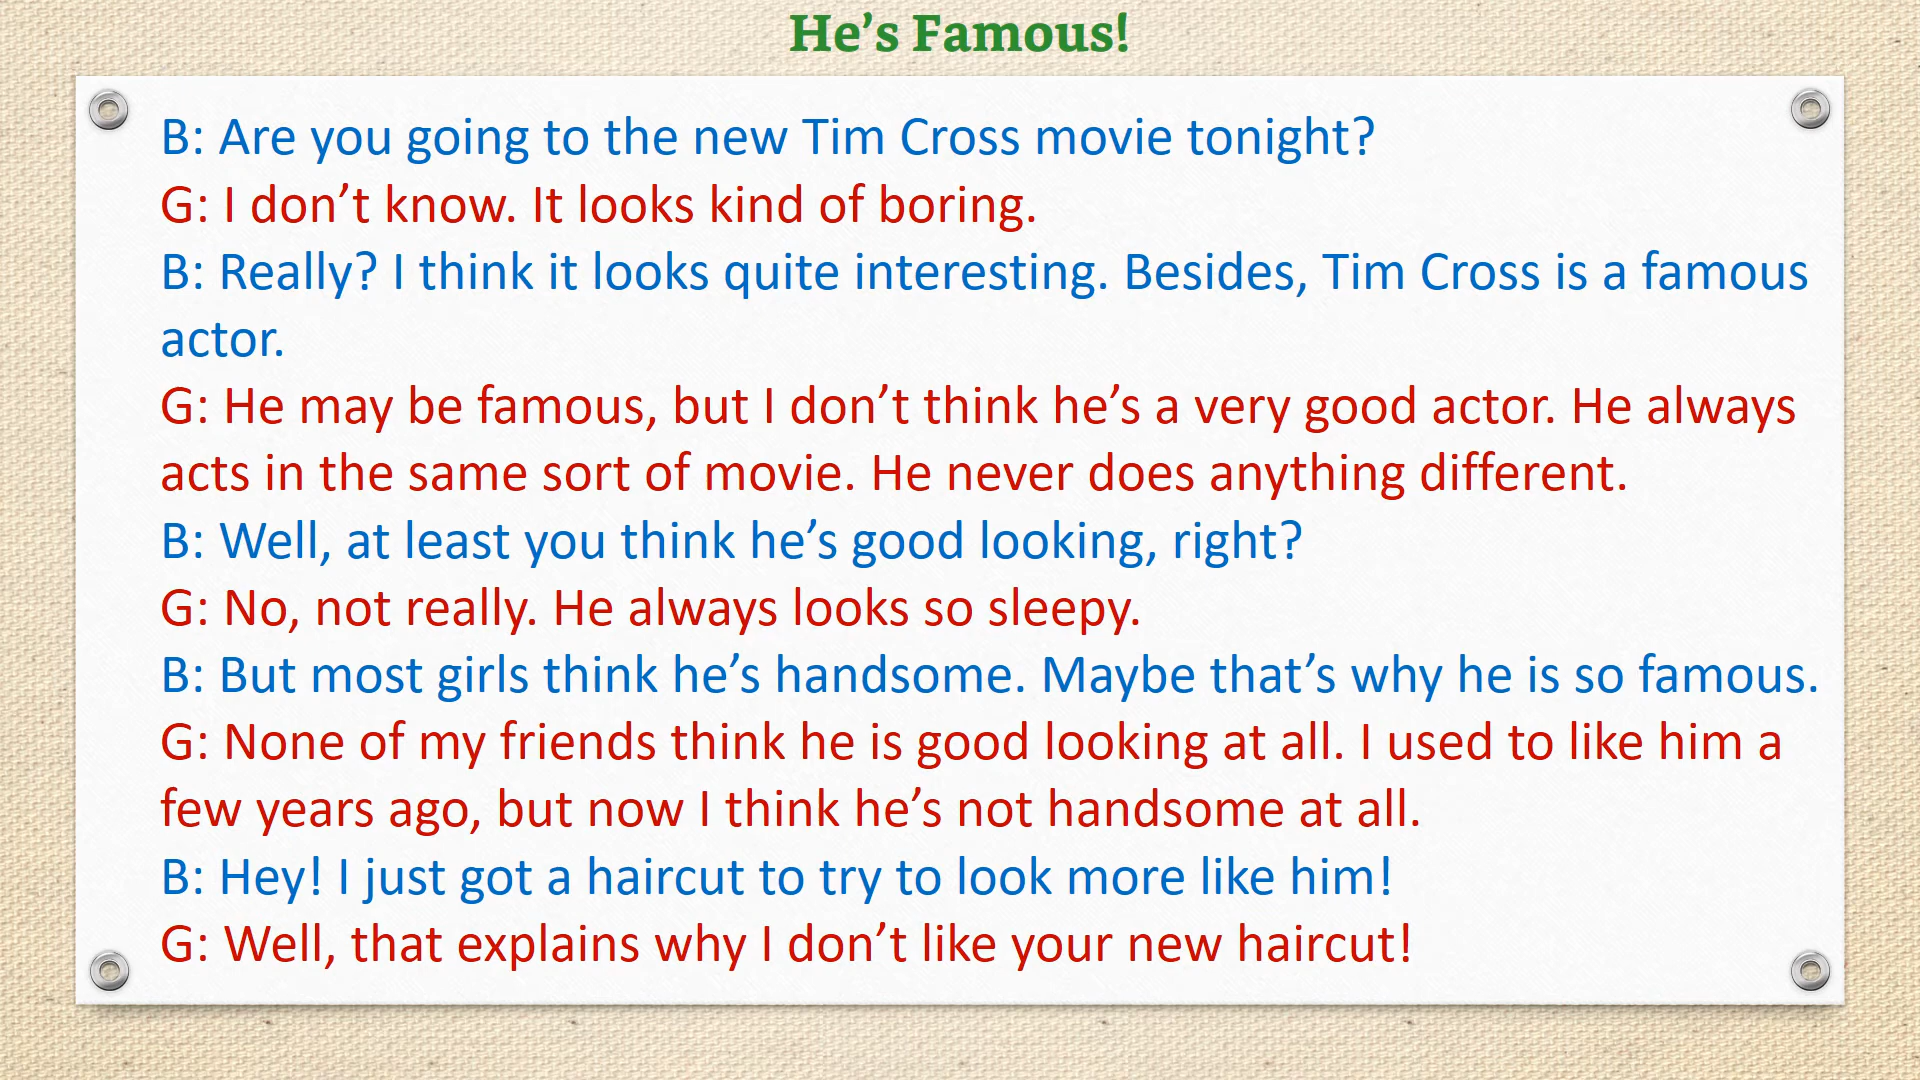 He’s Famous!
B: Are you going to the new Tim Cross movie tonight?
G: I don’t know. It looks kind of boring.
B: Really? I think it looks quite interesting. Besides, Tim Cross is a famous
actor.
G: He may be famous, but I don’t think he’s a very good actor. He always
acts in the same sort of movie. He never does anything different.
B: Well, at least you think he’s good looking, right?
G: No, not really. He always looks so sleepy.
B: But most girls think he’s handsome. Maybe that’s why he is so famous.
G: None of my friends think he is good looking at all. I used to like him a
few years ago, but now I think he’s not handsome at all.
B: Hey! I just got a haircut to try to look more like him!
G: Well, that explains why I don’t like your new haircut!